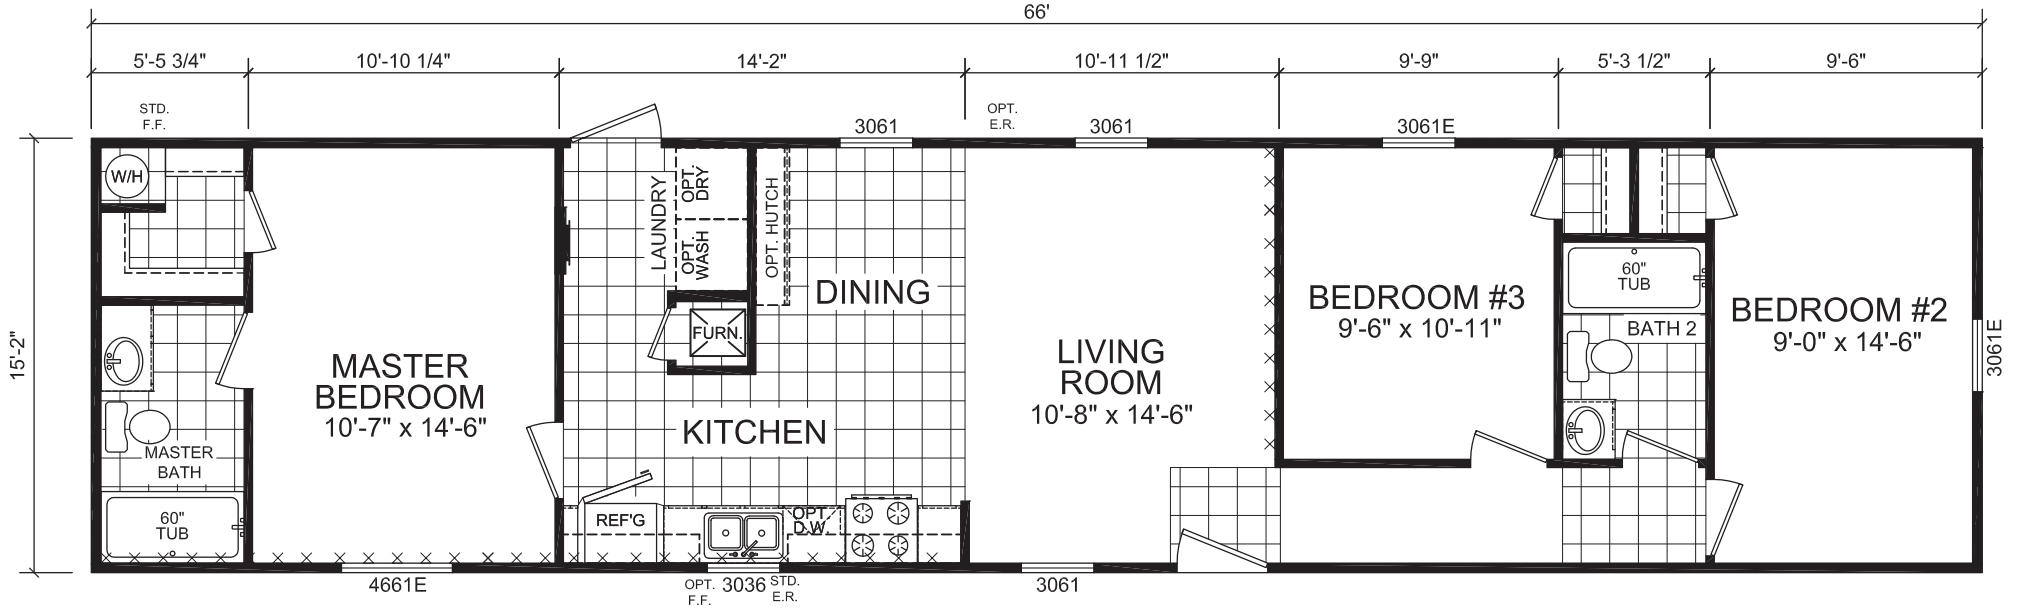 66'
5'-5 3/4" 10'-10 1/4" 14'-2" 10'-11 1/2" 9'-9" 5'-3 1/2" 9'-6"
STD.
F.F.
OPT.
E.R.
3061 3061 3061E
15'-2"
W/H
LAUNDRY
OPT.
DRY
OPT.
WASH
OPT. HUTCH
FURN.
DINING
KITCHEN
MASTER
BEDROOM
10'-7" x 14'-6"
MASTER
BATH
60"
TUB
REF'G
OPT
D.W
LIVING
ROOM
10'-8" x 14'-6"
BEDROOM #3
9'-6" x 10'-11"
60"
TUB
BATH 2
BEDROOM #2
9'-0" x 14'-6"
3061E
4661E
OPT.
F.F.
3036
STD.
E.R.
3061